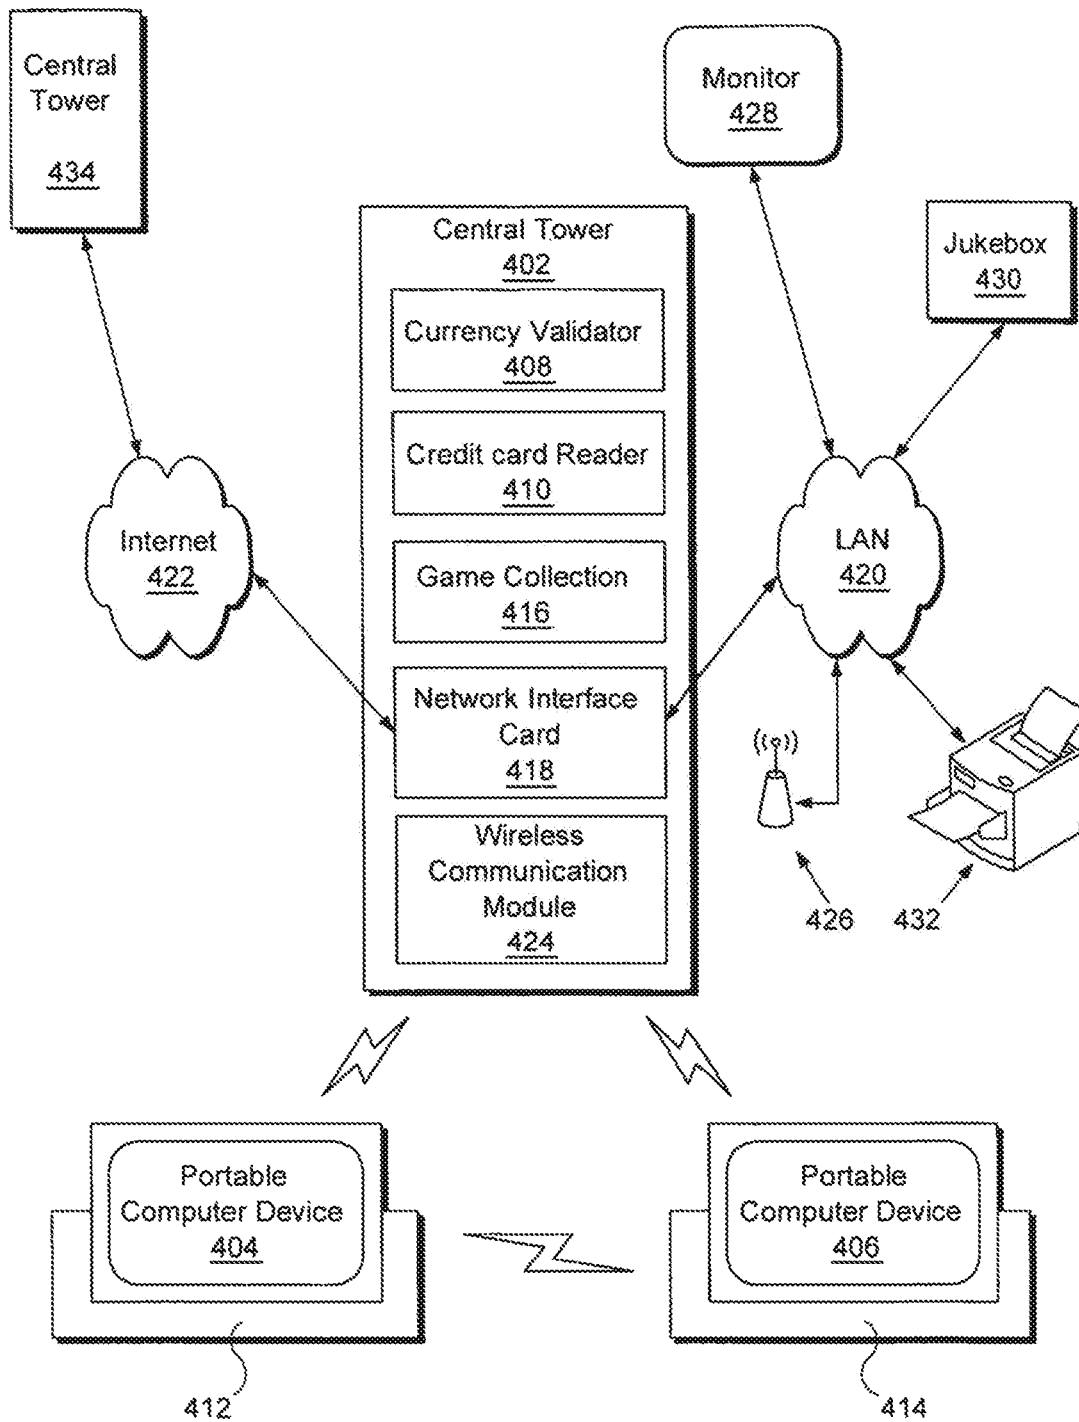 Central
Tower
434
Monitor
428
Central Tower
402
Jukebox
430
Currency Validator
408
Credit card Reader
410
Internet
422
Game Collection
416
LAN
420
Network Interface
Card
418
Wireless
Communication
Module
424
426
432
Portable
Computer Device
404
Portable
Computer Device
406
412
414